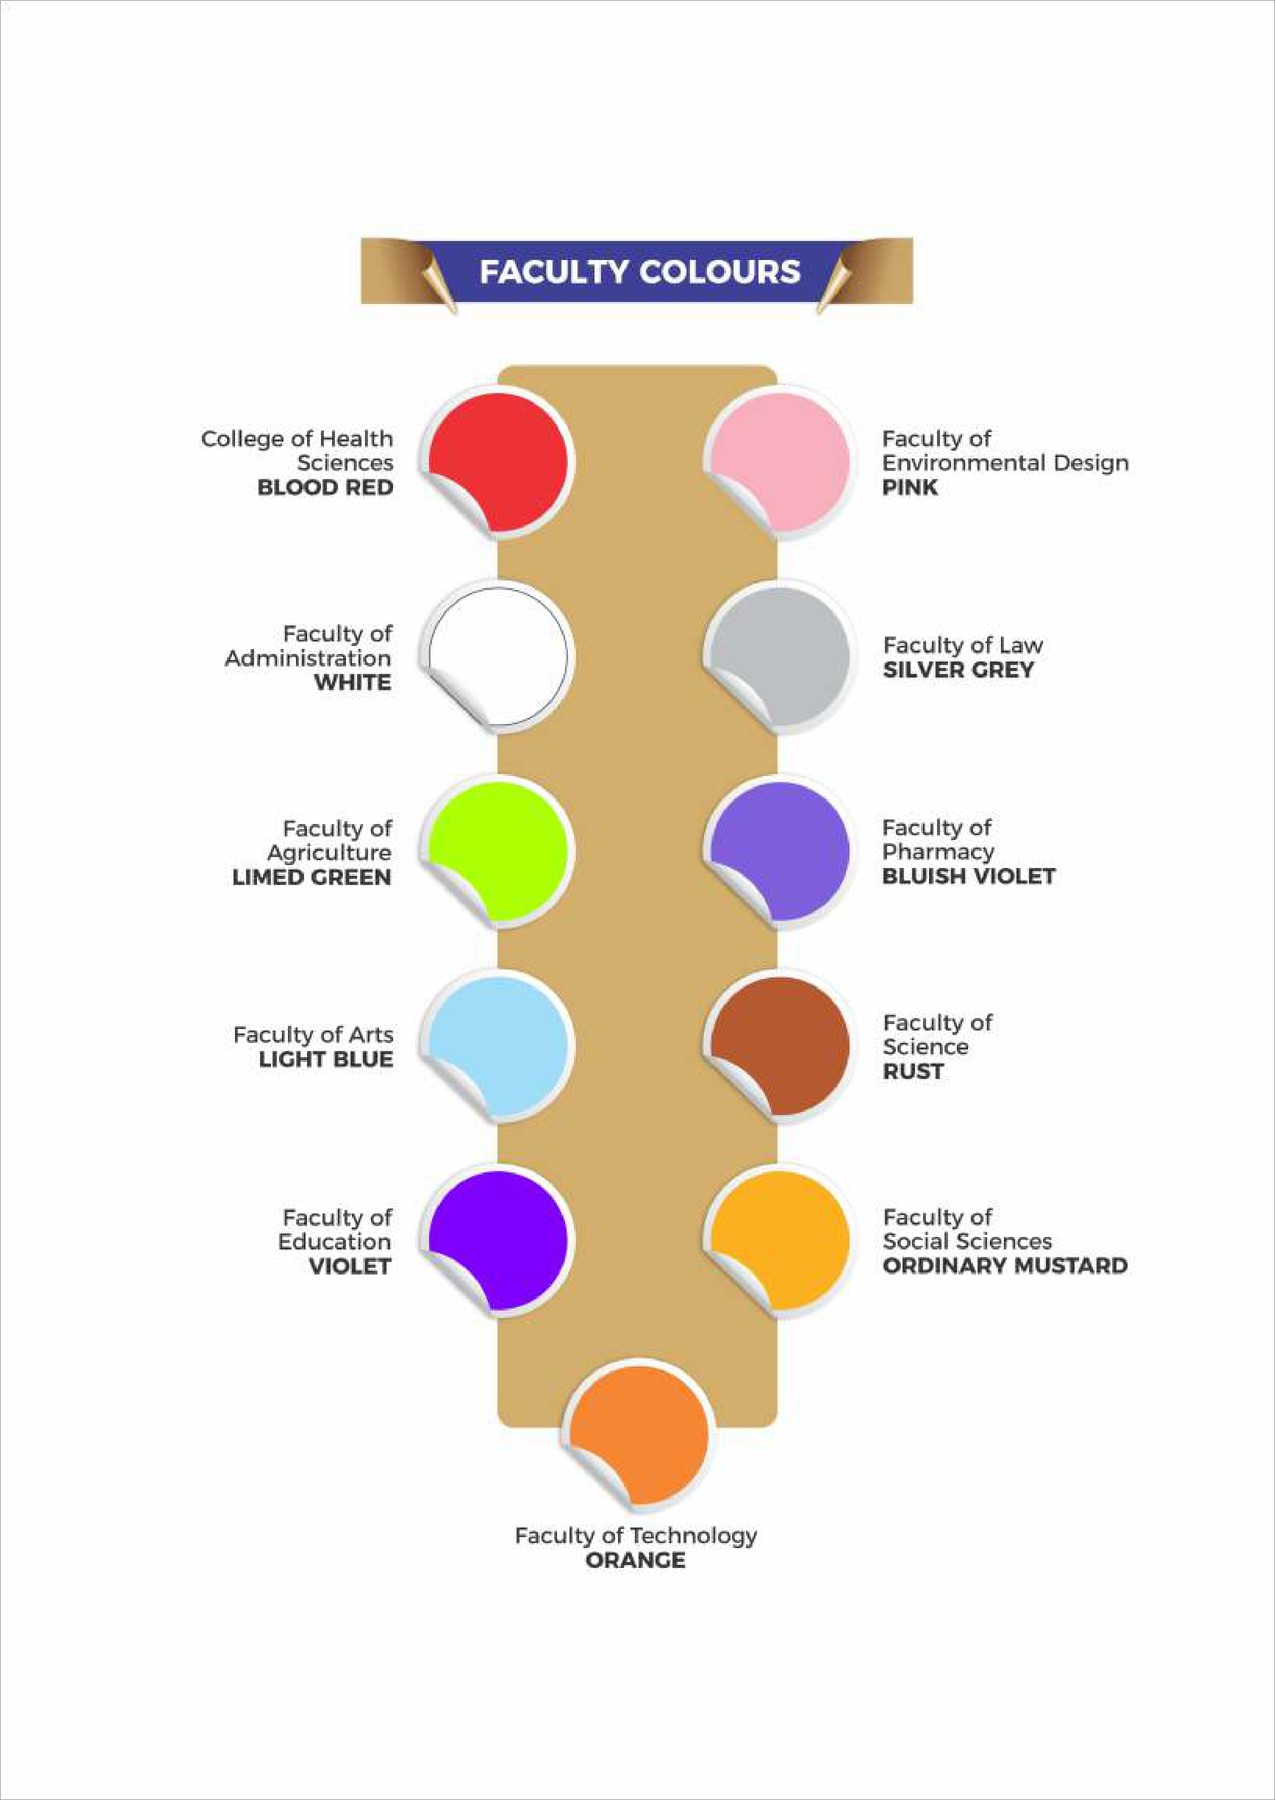 FACULTY COLOURS
College of Health
Sciences
BLOOD RED
Faculty of
Environmental Design
PINK
Faculty of
Administration
WHITE
Faculty of Law
SILVER GREY
Faculty of
Agriculture
LIMED GREEN
Faculty of
Pharmacy
BLUISH VIOLET
Faculty of Arts
LIGHT BLUE
Faculty of
Science
RUST
Faculty of
Education
VIOLET
Faculty of
Social Sciences
ORDINARY MUSTARD
Faculty of Technology
ORANGE